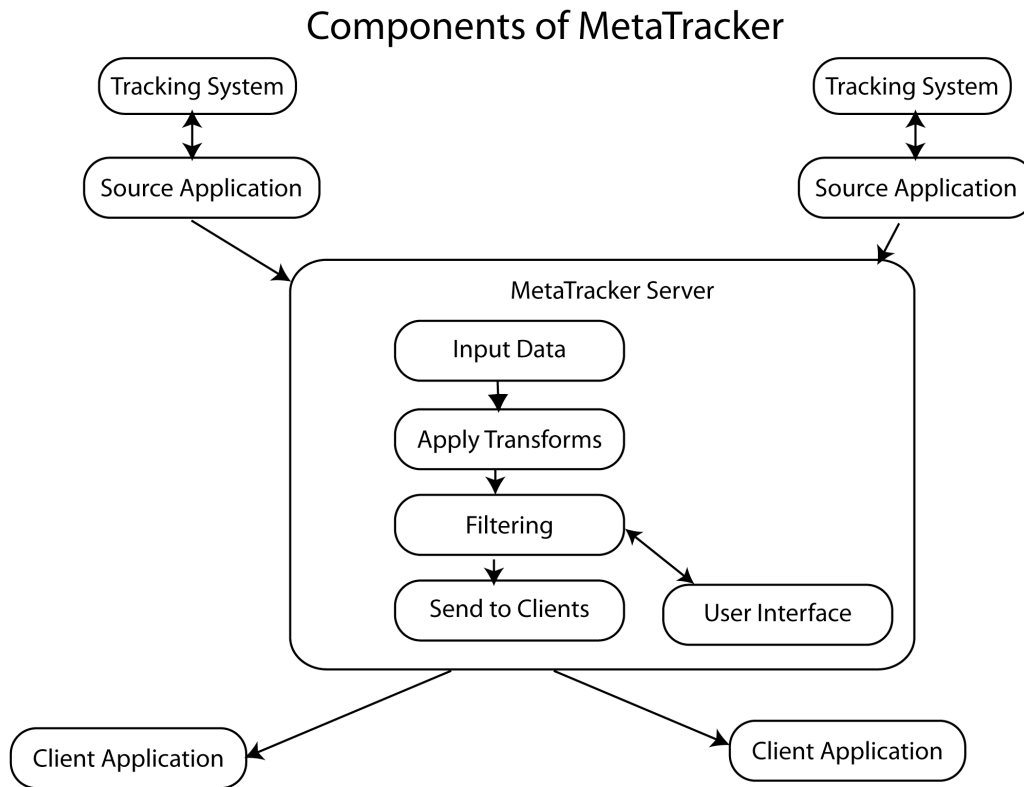 Components of MetaTracker
Tracking System
Tracking System
Source Application
Source Application
MetaTracker Server
Input Data
Apply Transforms
Filtering
Send to Clients
User Interface
Client Application
Client Application